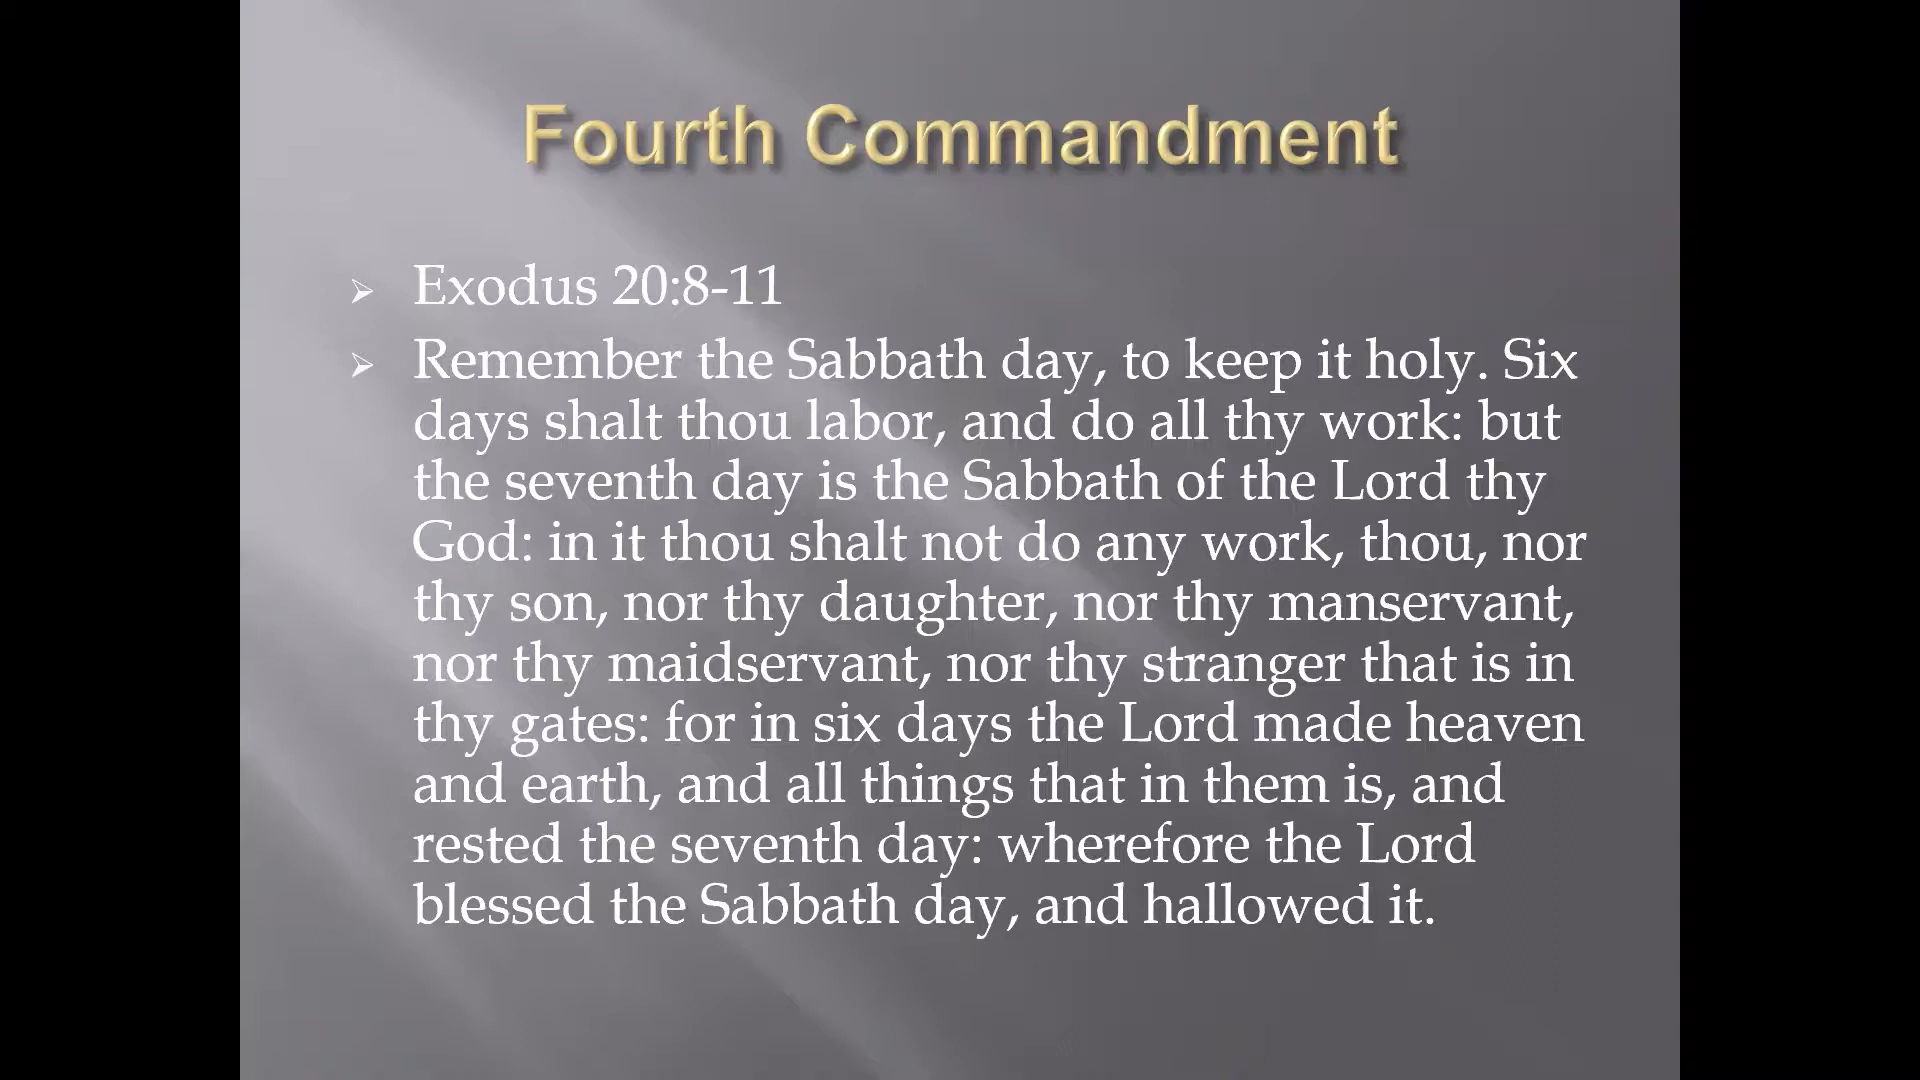 Fourth Commandment
Exodus 20:8-11
Remember the Sabbath day, to keep it holy. Six
days shalt thou labor, and do all thy work: but
the seventh day is the Sabbath of the Lord thy
God: in it thou shalt not do any work, thou, nor
thy son, nor thy daughter, nor thy manservant,
nor thy maidservant, nor thy stranger that is in
thy gates: for in six days the Lord made heaven
and earth, and all things that in them is, and
rested the seventh day: wherefore the Lord
blessed the Sabbath day, and hallowed it.